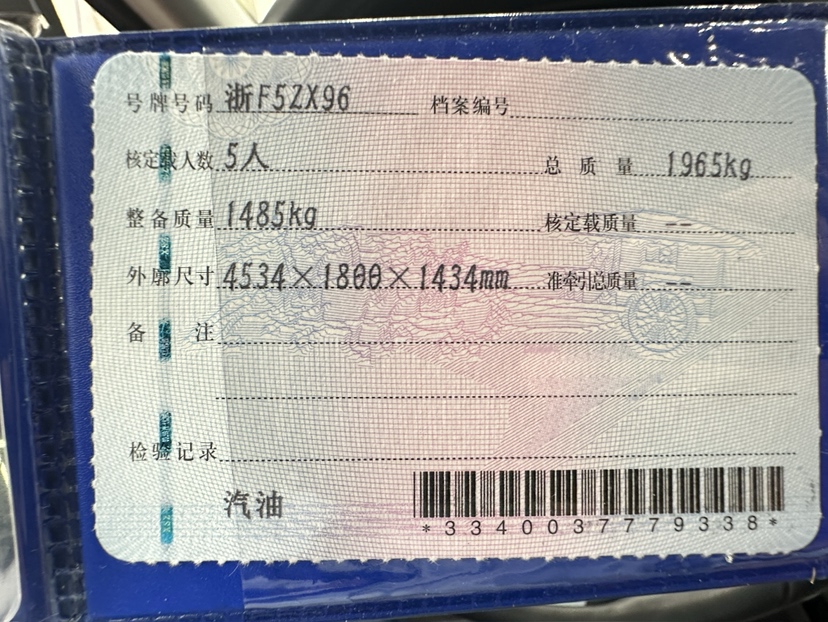 号牌号码 浙F5ZX96 档案编号
核定载人数 5人 总质量 1965kg
整备质量 1485kg 核定载质量 --
外廓尺寸 4534×1800×1434mm 准牵引总质量 --
备注
检验记录
汽油
*3340037779338*